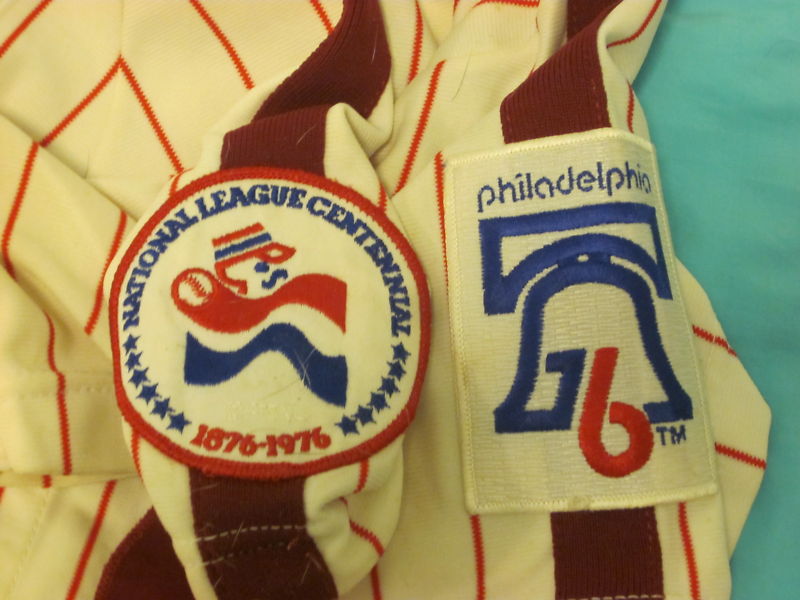 NATIONAL LEAGUE CENTENNIAL
1876-1976
philadelphia
76
TM